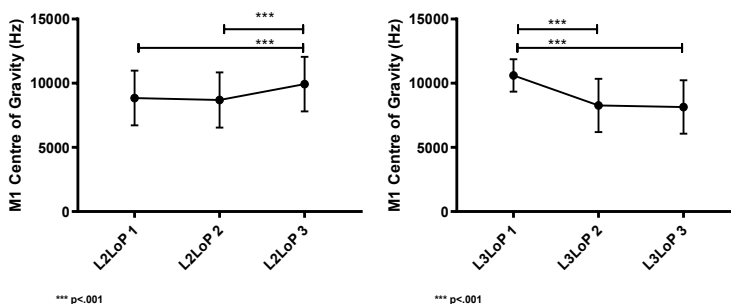 M1 Centre of Gravity (Hz)
15000
10000
5000
0
***
***
L2LoP 1
L2LoP 2
L2LoP 3
*** p<.001
M1 Centre of Gravity (Hz)
15000
10000
5000
0
***
***
L3LoP 1
L3LoP 2
L3LoP 3
*** p<.001